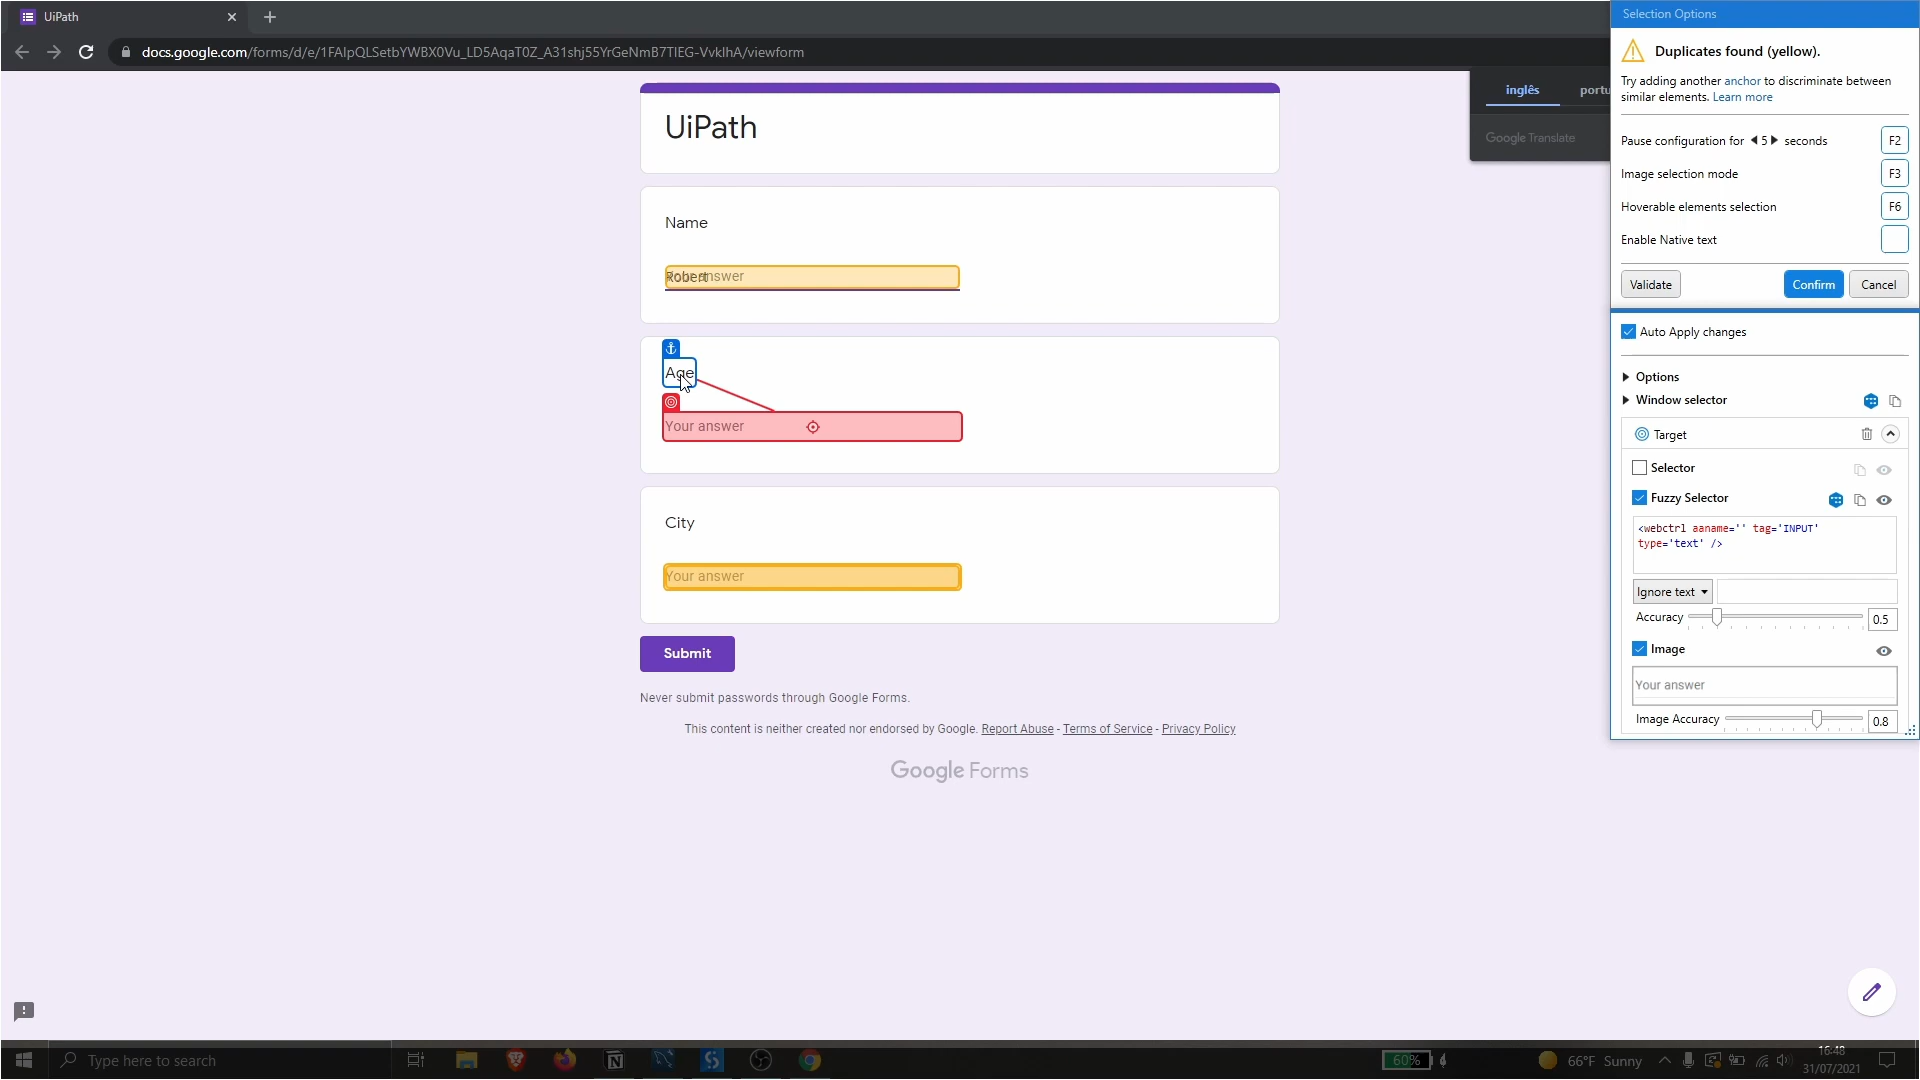 UiPath
docs.google.com/forms/d/e/1FAIpQLSetbYWBX0Vu_LD5AqaT0Z_A31shj55YrGeNmB7TIEG-VvklhA/viewform
UiPath
Name
Robert
Your answer
Age
Your answer
City
Your answer
Submit
Never submit passwords through Google Forms.
This content is neither created nor endorsed by Google. Report Abuse - Terms of Service - Privacy Policy
Google Forms
inglês portu
Google Translate
Selection Options
Duplicates found (yellow).
Try adding another anchor to discriminate between
similar elements. Learn more
Pause configuration for 5 seconds F2
Image selection mode F3
Hoverable elements selection F6
Enable Native text
Validate Confirm Cancel
Auto Apply changes
Options
Window selector
Target
Selector
Fuzzy Selector
<webctrl aaname='' tag='INPUT'
type='text' />
Ignore text
Accuracy 0.5
Image
Your answer
Image Accuracy 0.8
Type here to search
60%
66°F Sunny
16:48
31/07/2021